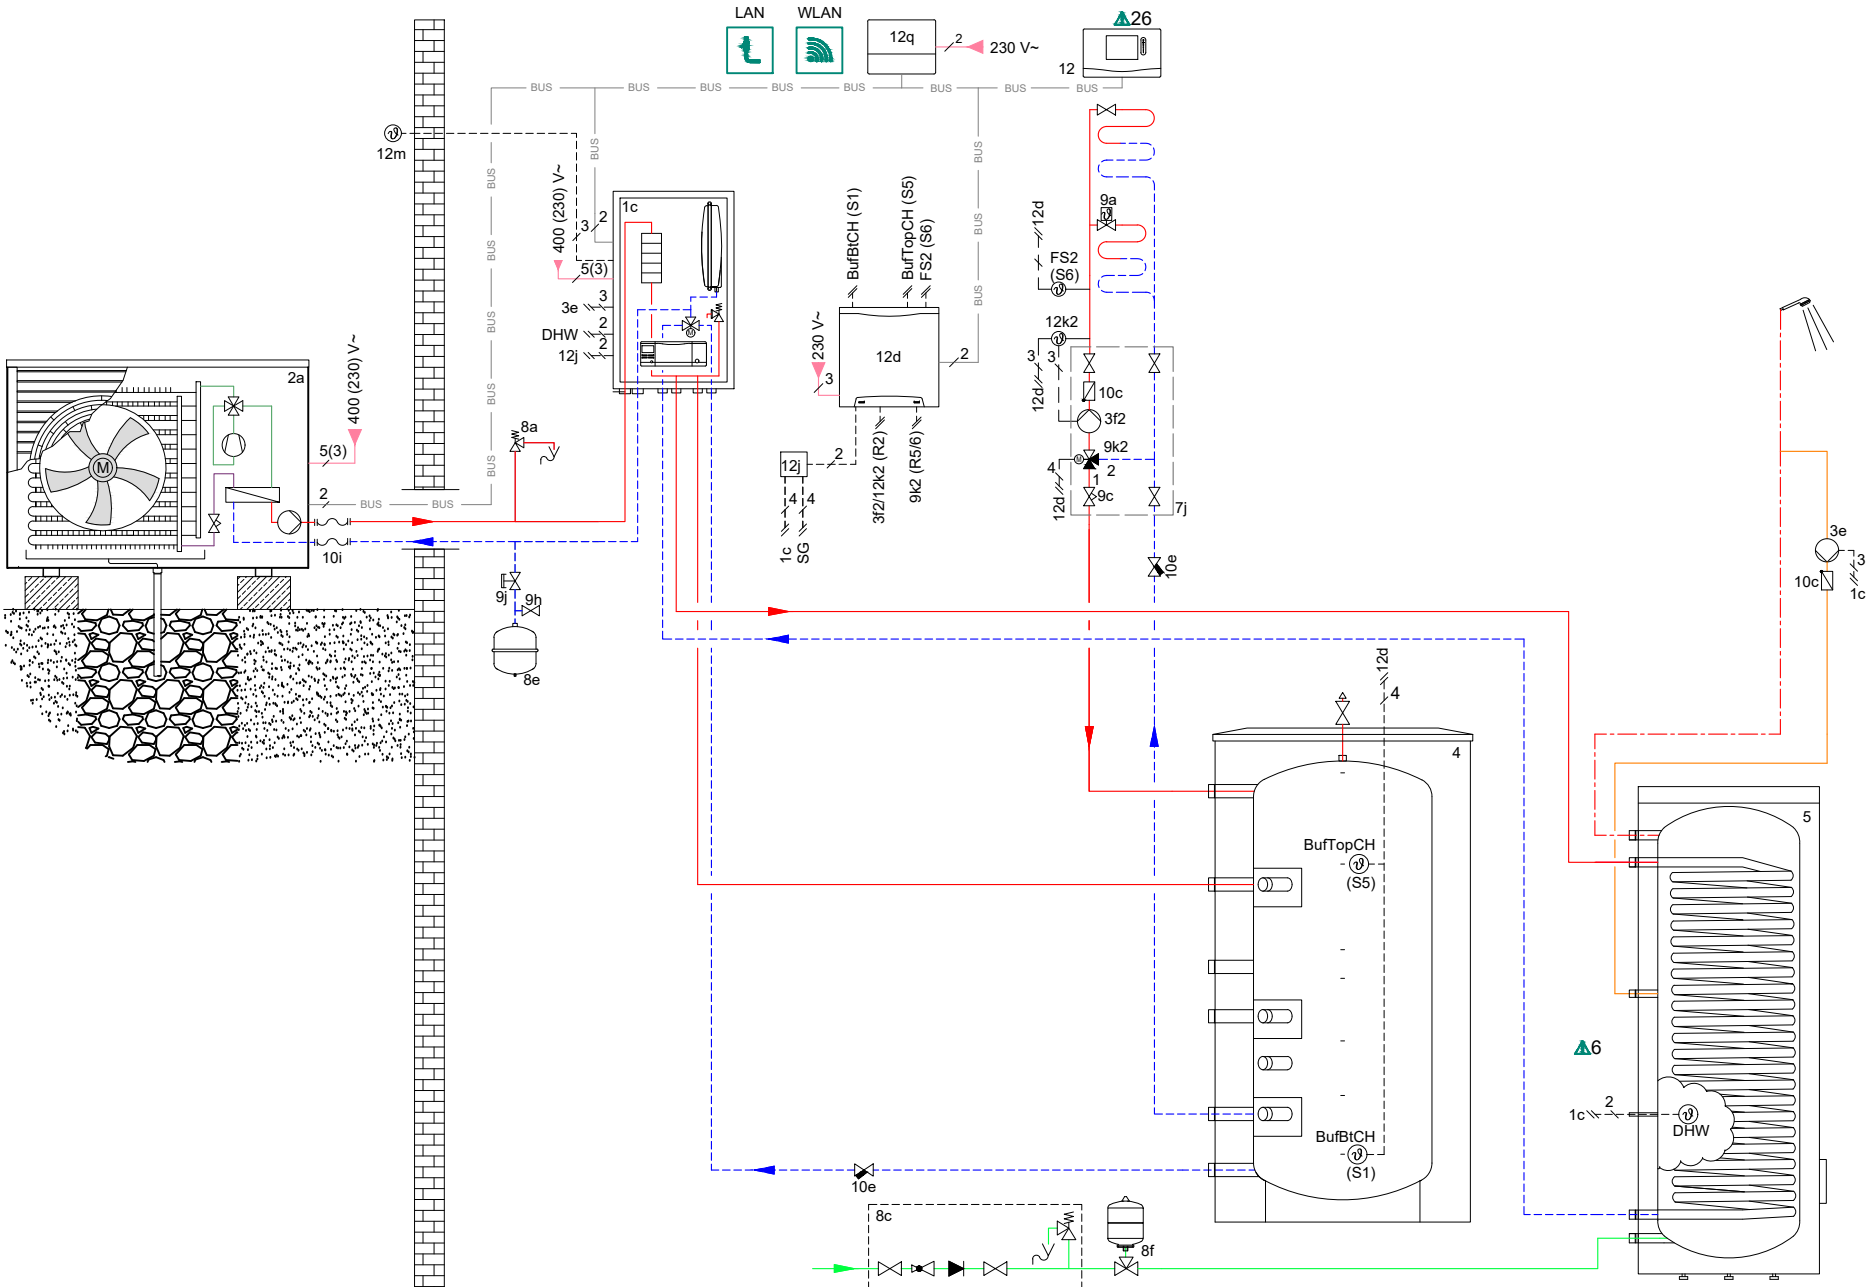 LAN
WLAN
12q
2
230 V~
26
12
BUS BUS BUS BUS BUS BUS BUS BUS
12m
BUS
BUS
BUS
BUS
BUS
BUS
BUS
BUS
BUS BUS
400 (230) V~
3
2
1c
5(3)
3e
3
DHW
2
12j
2
BufBtCH (S1)
BufTopCH (S5)
FS2 (S6)
230 V~
3
12d
2
12j
2
4
4
1c
SG
3f2/12k2 (R2)
9k2 (R5/6)
12d
FS2
(S6)
9a
12k2
3
3
12d
10c
3f2
9k2
4
2
1
12d
9c
7j
10e
2a
M
400 (230) V~
5(3)
2
10i
8a
9j
9h
8e
3e
3
10c
1c
12d
4
4
BufTopCH
(S5)
BufBtCH
(S1)
5
6
1c
2
DHW
10e
8c
8f